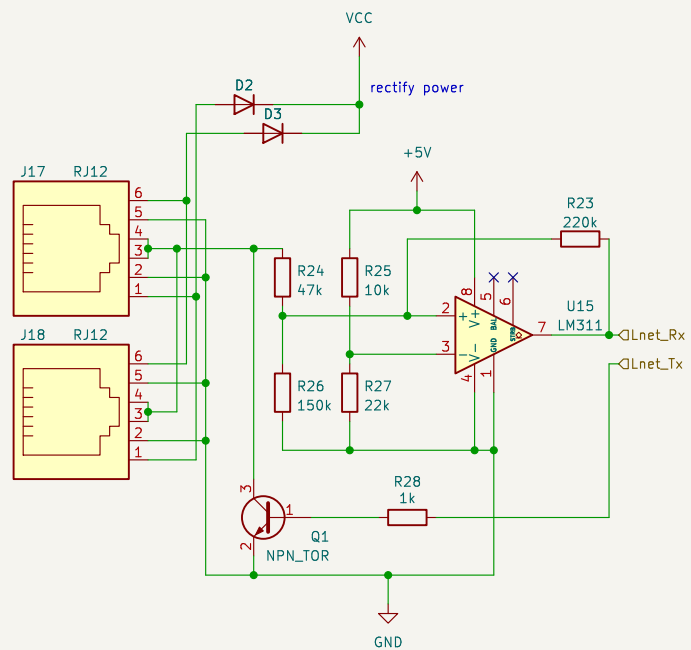 VCC
D2
rectify power
D3
+5V
J17 RJ12
6
5
4
3
2
1
R23
220k
R24
47k
R25
10k
8
5
6
2
+
V+
BAL
STRB
U15
LM311
7
Lnet_Rx
3
−
V−
GND
4
1
Lnet_Tx
J18 RJ12
6
5
4
3
2
1
R26
150k
R27
22k
R28
1k
3
1
2
Q1
NPN_TOR
GND